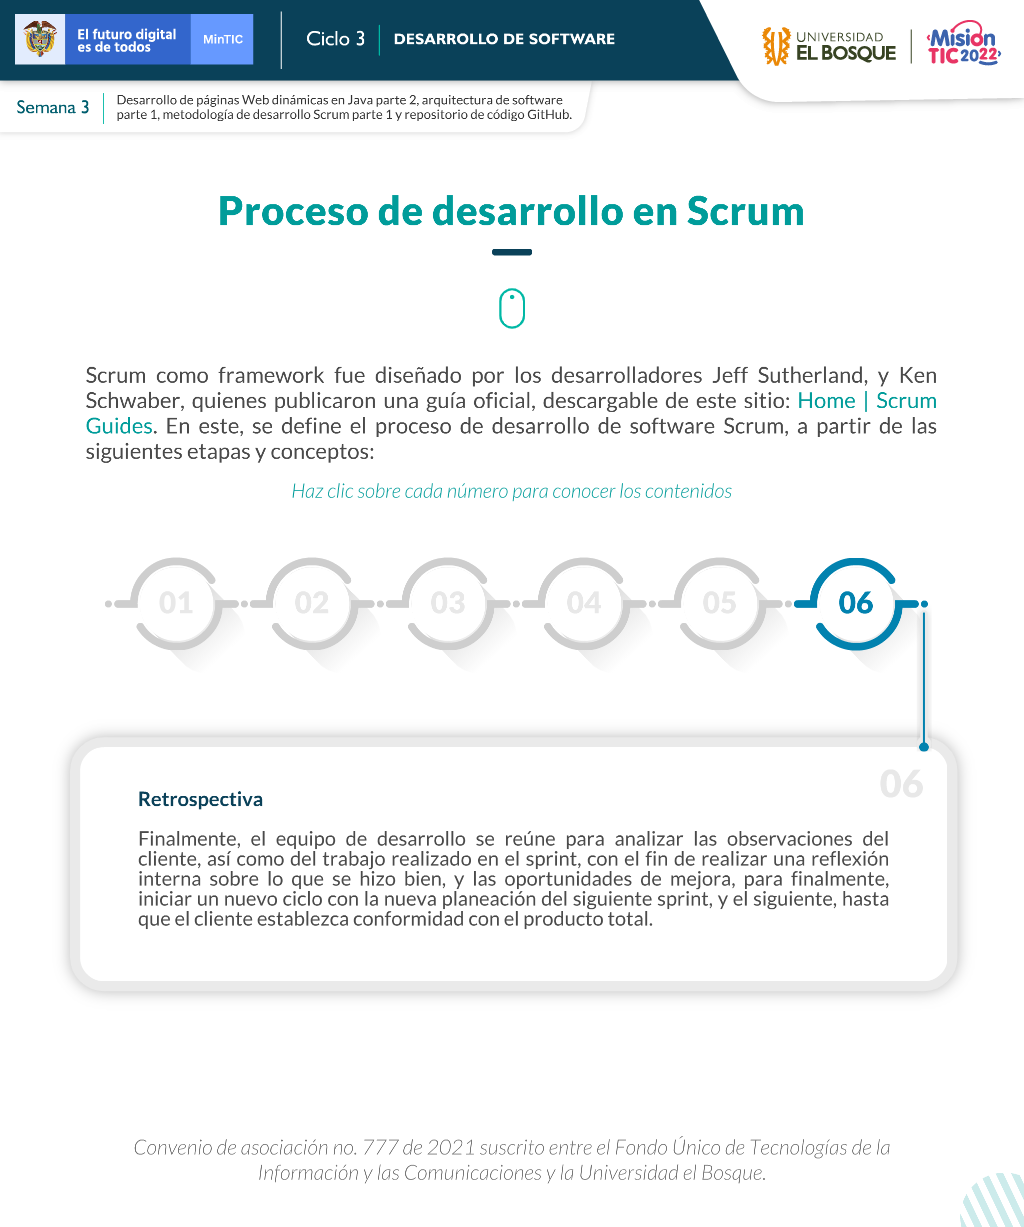 El futuro digital
es de todos
MinTIC
Ciclo 3
DESARROLLO DE SOFTWARE
UNIVERSIDAD
EL BOSQUE
Misión
TIC 2022
Semana 3
Desarrollo de páginas Web dinámicas en Java parte 2, arquitectura de software
parte 1, metodología de desarrollo Scrum parte 1 y repositorio de código GitHub.
Proceso de desarrollo en Scrum
Scrum como framework fue diseñado por los desarrolladores Jeff Sutherland, y Ken
Schwaber, quienes publicaron una guía oficial, descargable de este sitio: Home | Scrum
Guides. En este, se define el proceso de desarrollo de software Scrum, a partir de las
siguientes etapas y conceptos:
Haz clic sobre cada número para conocer los contenidos
01 02 03 04 05 06
06
Retrospectiva
Finalmente, el equipo de desarrollo se reúne para analizar las observaciones del
cliente, así como del trabajo realizado en el sprint, con el fin de realizar una reflexión
interna sobre lo que se hizo bien, y las oportunidades de mejora, para finalmente,
iniciar un nuevo ciclo con la nueva planeación del siguiente sprint, y el siguiente, hasta
que el cliente establezca conformidad con el producto total.
Convenio de asociación no. 777 de 2021 suscrito entre el Fondo Único de Tecnologías de la
Información y las Comunicaciones y la Universidad el Bosque.